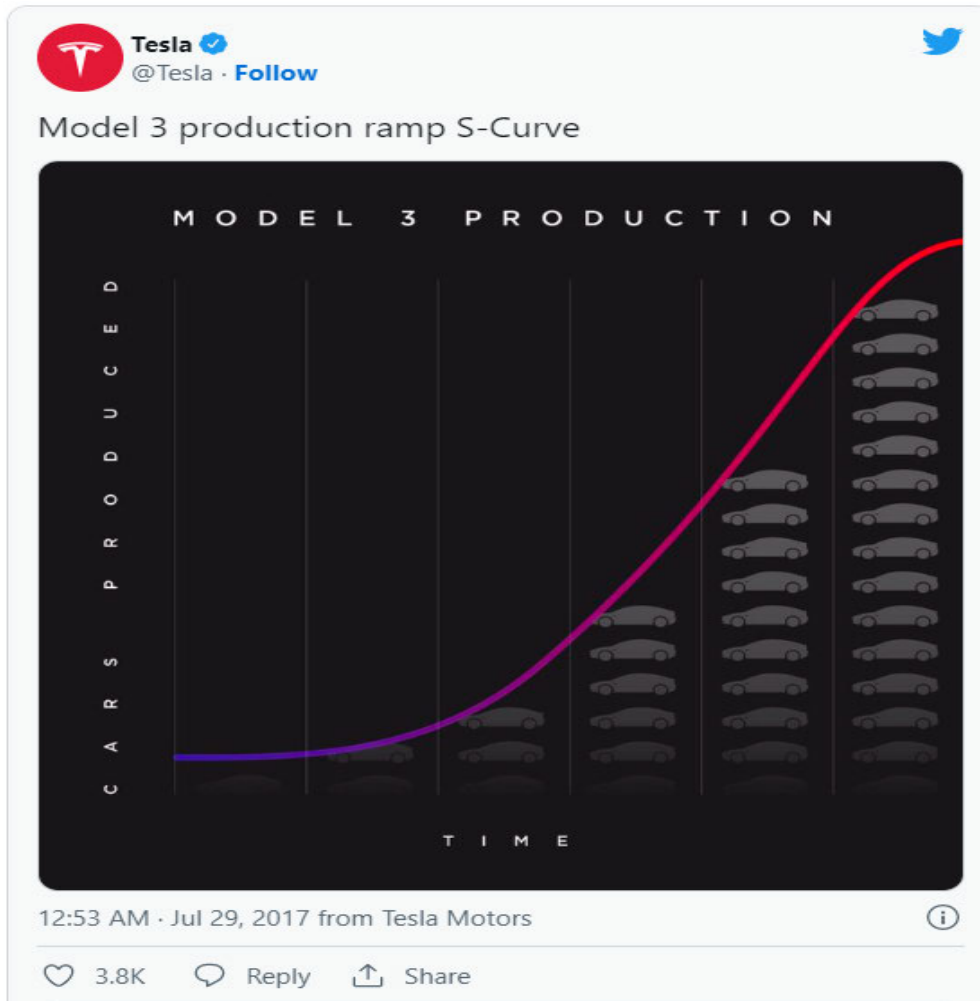 Tesla
@Tesla · Follow
Model 3 production ramp S-Curve
MODEL 3 PRODUCTION
CARS PRODUCED
TIME
12:53 AM · Jul 29, 2017 from Tesla Motors
3.8K Reply Share